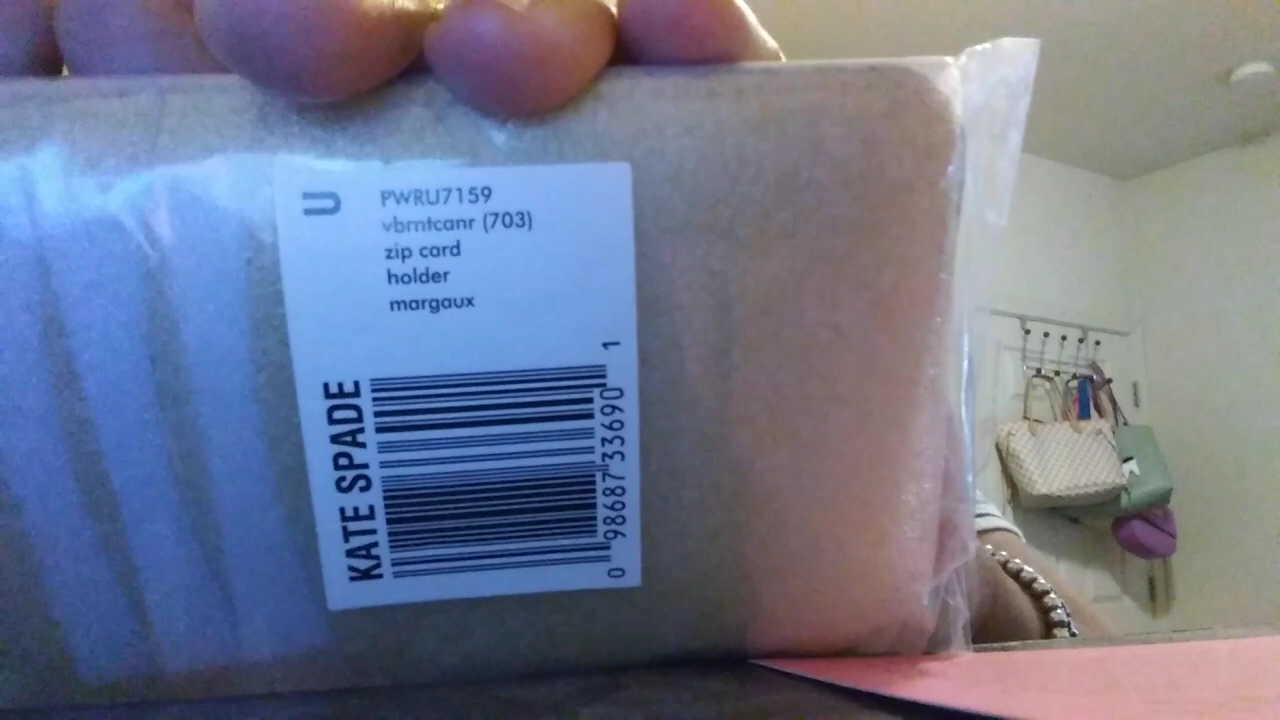 U
PWRU7159
vbrntcanr (703)
zip card
holder
margaux
KATE SPADE
0 98687 33690 1